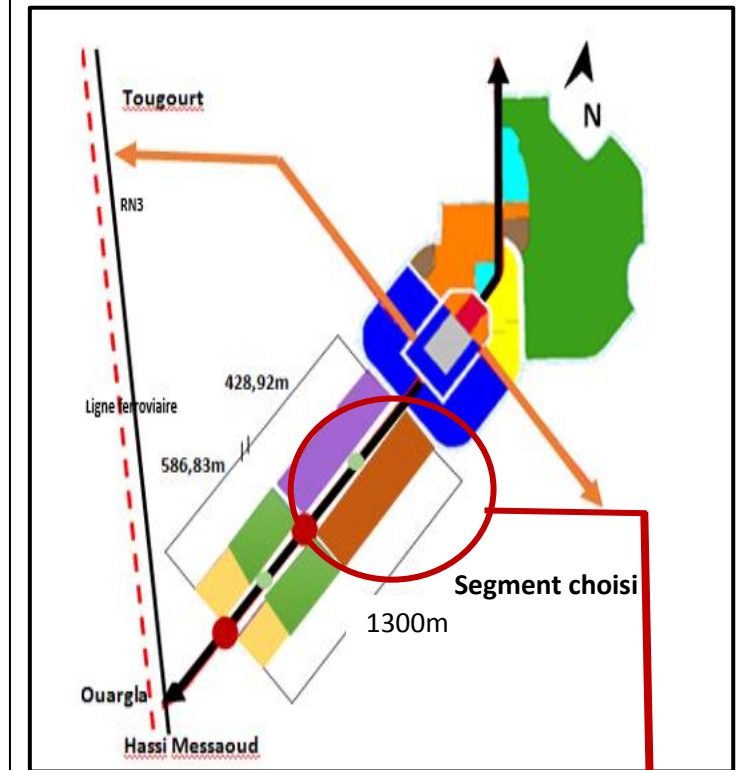 Tougourt
N
RN3
428,92m
Ligne ferroviaire
586,83m
Segment choisi
1300m
Ouargla
Hassi Messaoud